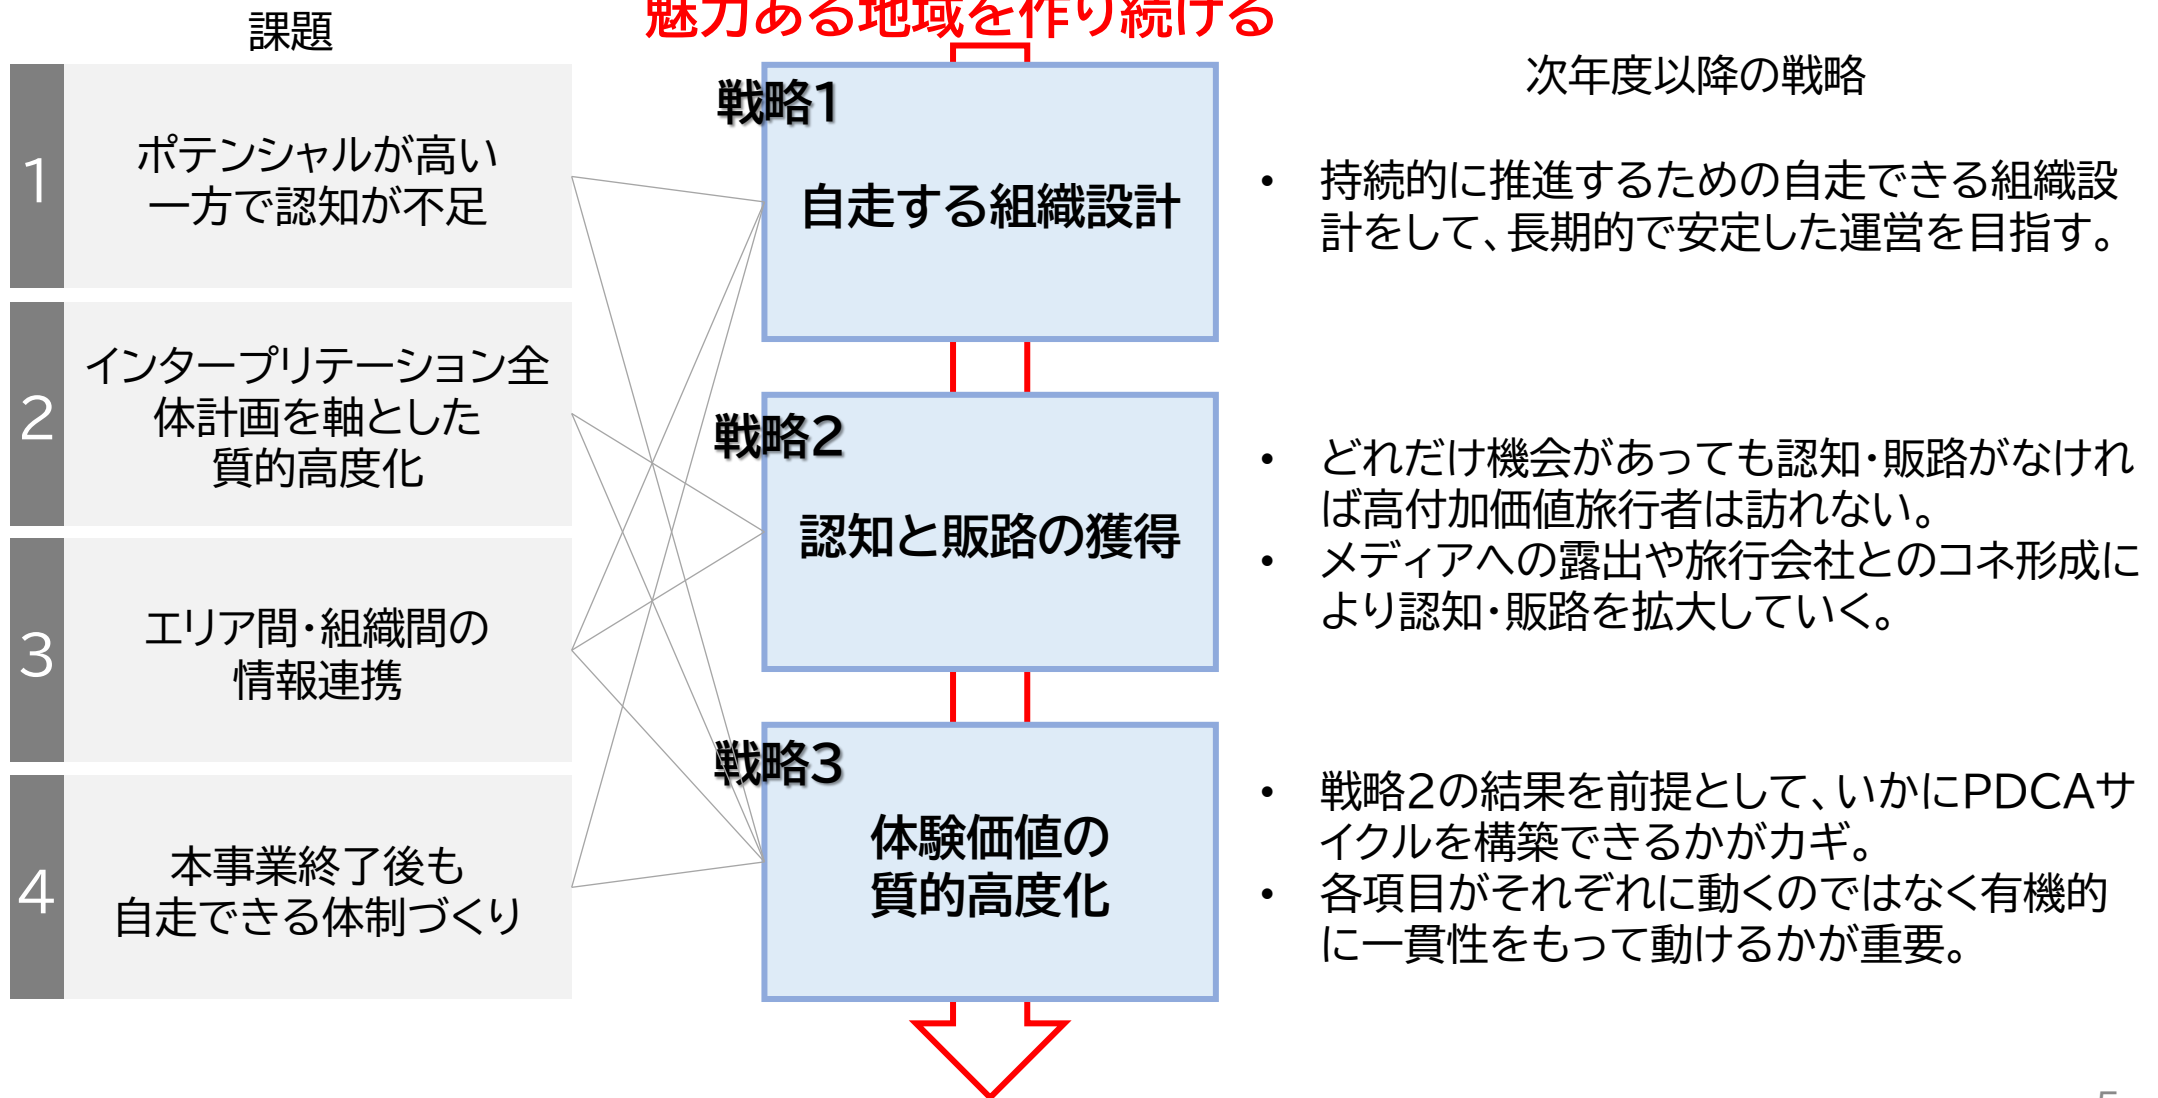 課題
魅力ある地域を作り続ける
次年度以降の戦略
1
ポテンシャルが高い
一方で認知が不足
2
インタープリテーション全
体計画を軸とした
質的高度化
3
エリア間・組織間の
情報連携
4
本事業終了後も
自走できる体制づくり
戦略1
自走する組織設計
戦略2
認知と販路の獲得
戦略3
体験価値の
質的高度化
• 持続的に推進するための自走できる組織設
計をして、長期的で安定した運営を目指す。
• どれだけ機会があっても認知・販路がなけれ
ば高付加価値旅行者は訪れない。
• メディアへの露出や旅行会社とのコネ形成に
より認知・販路を拡大していく。
• 戦略2の結果を前提として、いかにPDCAサ
イクルを構築できるかがカギ。
• 各項目がそれぞれに動くのではなく有機的
に一貫性をもって動けるかが重要。